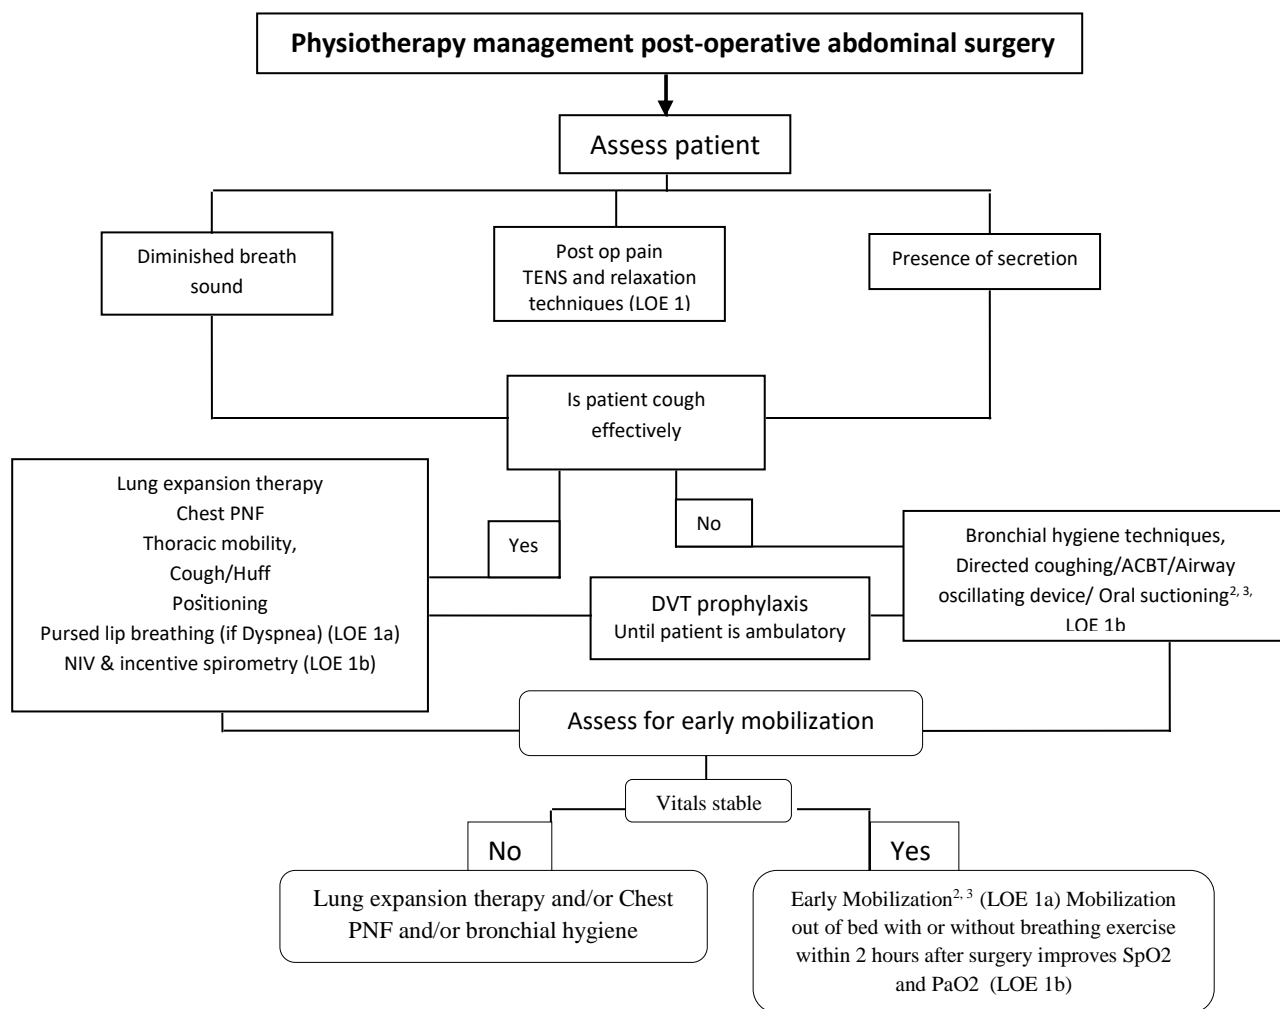 Physiotherapy management post-operative abdominal surgery
Assess patient
Diminished breath
sound
Post op pain
TENS and relaxation
techniques (LOE 1)
Presence of secretion
Is patient cough
effectively
Lung expansion therapy
Chest PNF
Thoracic mobility,
Cough/Huff
Positioning
Pursed lip breathing (if Dyspnea) (LOE 1a)
NIV & incentive spirometry (LOE 1b)
Yes
No
Bronchial hygiene techniques,
Directed coughing/ACBT/Airway
oscillating device/ Oral suctioning2, 3,
LOE 1b
DVT prophylaxis
Until patient is ambulatory
Assess for early mobilization
Vitals stable
No
Yes
Lung expansion therapy and/or Chest
PNF and/or bronchial hygiene
Early Mobilization2, 3 (LOE 1a) Mobilization
out of bed with or without breathing exercise
within 2 hours after surgery improves SpO2
and PaO2 (LOE 1b)